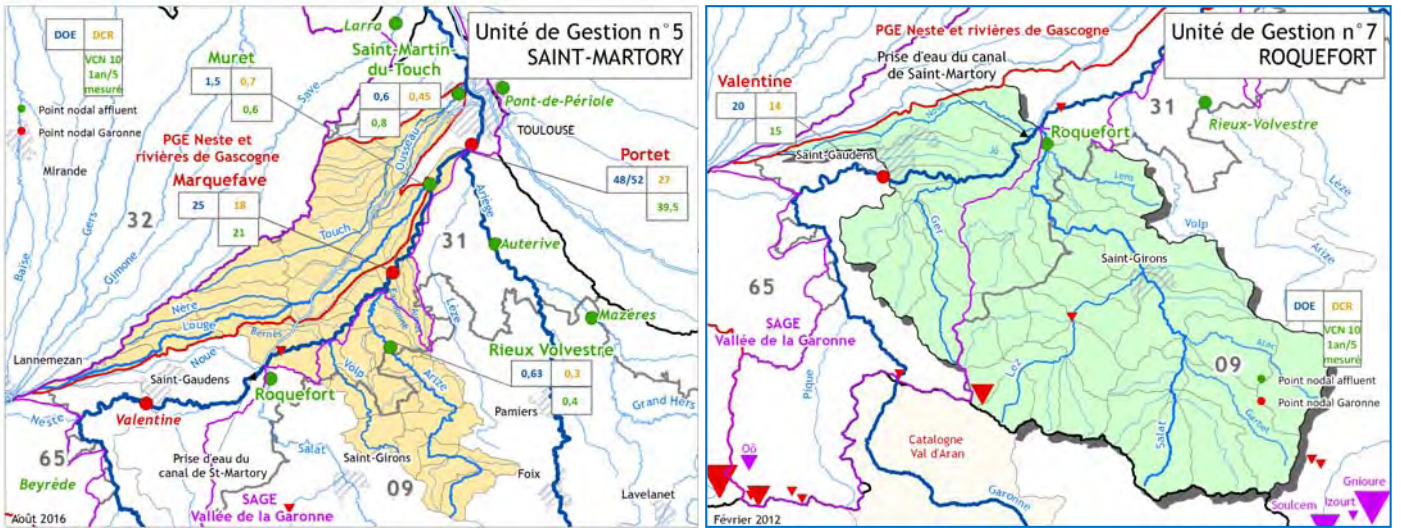 Unité de Gestion n°5
SAINT-MARTORY
DOE
DCR
VCN 10
1an/5
mesuré
Point nodal affluent
Point nodal Garonne
Larra
Muret
1,5
0,7
0,6
Saint-Martin-
du-Touch
0,6
0,45
0,8
Save
Ousseau
Pont-de-Périole
TOULOUSE
Mirande
PGE Neste et
rivières de Gascogne
Marquefave
25
18
21
Portet
48/52
27
39,5
32
Baïse
Gers
Gimone
Touch
Ariège
31
Auterive
Nère
Louge
Bernès
Noue
Lèze
Mazères
Lannemezan
Saint-Gaudens
Volp
Arize
Rieux Volvestre
0,63
0,3
0,4
Roquefort
Valentine
Neste
Pamiers
Grand Hers
65
Beyrède
Prise d'eau du
canal de St-Martory
Salat
Saint-Girons
Foix
09
SAGE
Vallée de la Garonne
Lavelanet
Août 2016
Unité de Gestion n°7
ROQUEFORT
PGE Neste et rivières de Gascogne
Prise d'eau du canal
de Saint-Martory
Valentine
20
14
15
31
Rieux-Volvestre
Roquefort
Saint-Gaudens
Lens
Lèze
Volp
Arize
Ger
Saint-Girons
65
SAGE
Vallée de la Garonne
DOE
DCR
VCN 10
1an/5
mesuré
Pique
Lez
Arac
09
Point nodal affluent
Point nodal Garonne
Garbet
Salat
Oô
Catalogne
Val d'Aran
Garonne
Gnioure
Soulcem
Izourt
Février 2012